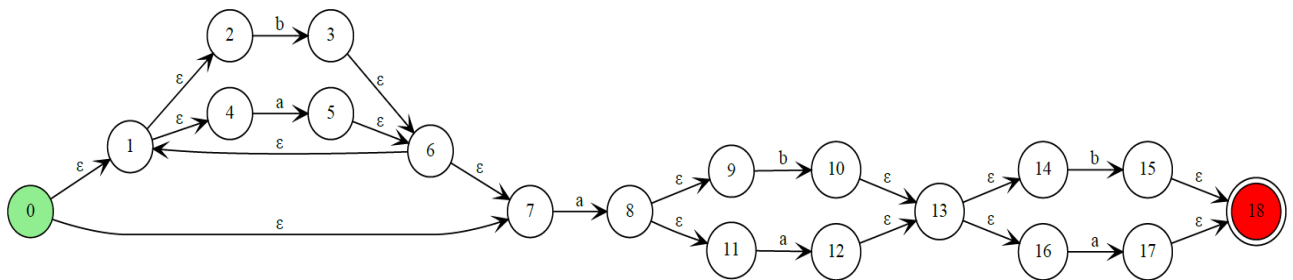 2 b 3
ε ε
4 a 5
ε ε
1 ε 6
ε ε
9 b 10 14 b 15
ε ε ε ε
0 7 a 8 13 18
ε ε ε ε ε
11 a 12 16 a 17